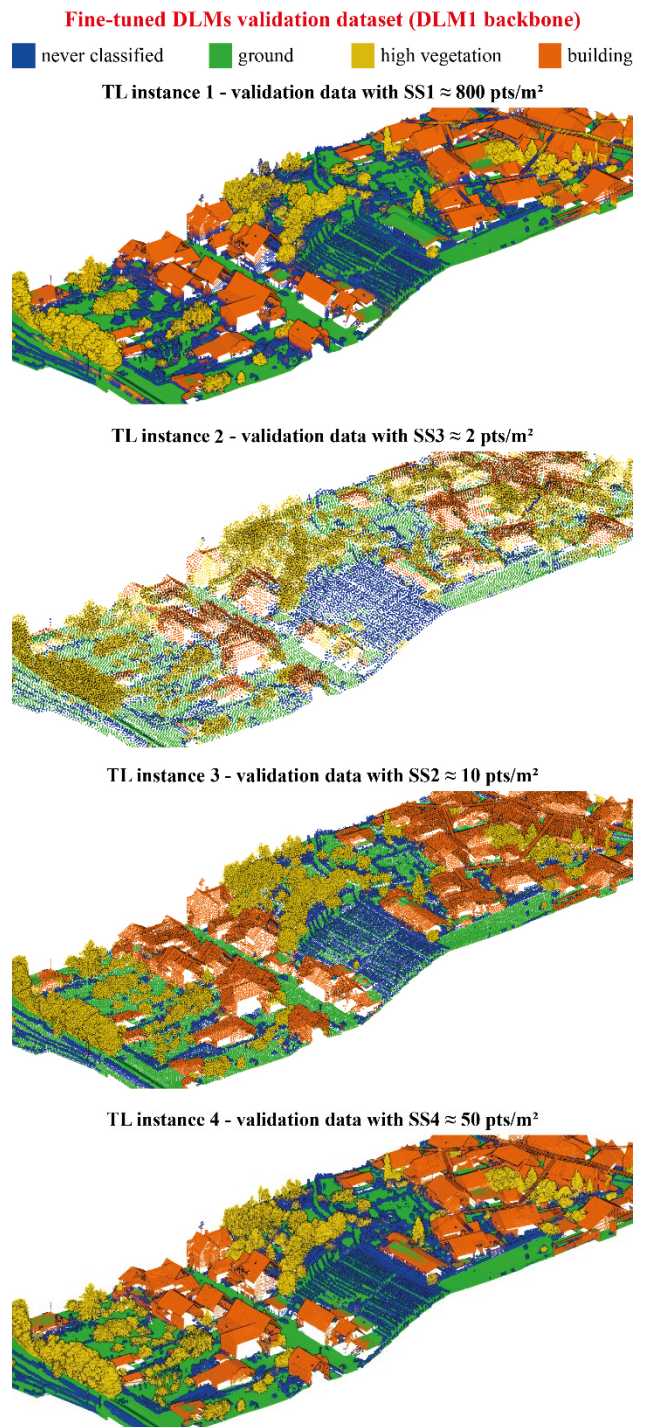 Fine-tuned DLMs validation dataset (DLM1 backbone)
never classified ground high vegetation building
TL instance 1 - validation data with SS1 ≈ 800 pts/m²
TL instance 2 - validation data with SS3 ≈ 2 pts/m²
TL instance 3 - validation data with SS2 ≈ 10 pts/m²
TL instance 4 - validation data with SS4 ≈ 50 pts/m²